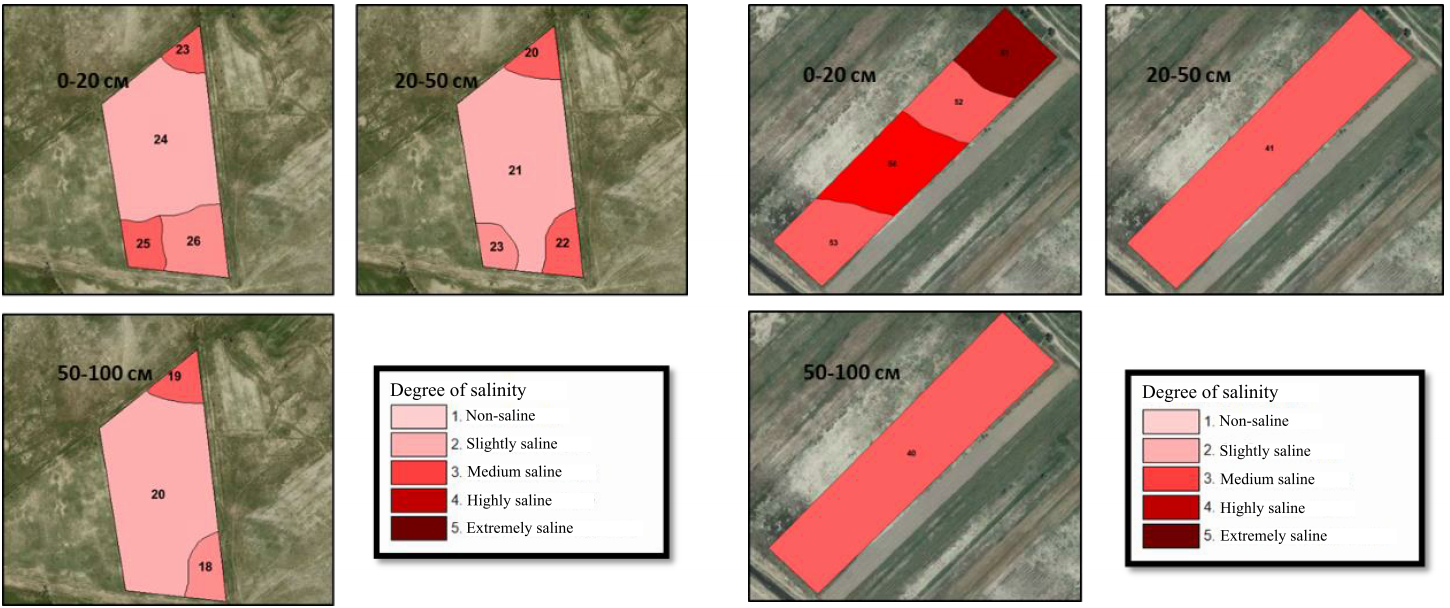 0-20 см
23
24
25
26
20-50 см
20
21
23
22
50-100 см
19
20
18
Degree of salinity
1. Non-saline
2. Slightly saline
3. Medium saline
4. Highly saline
5. Extremely saline
0-20 см
52
53
20-50 см
41
50-100 см
40
Degree of salinity
1. Non-saline
2. Slightly saline
3. Medium saline
4. Highly saline
5. Extremely saline